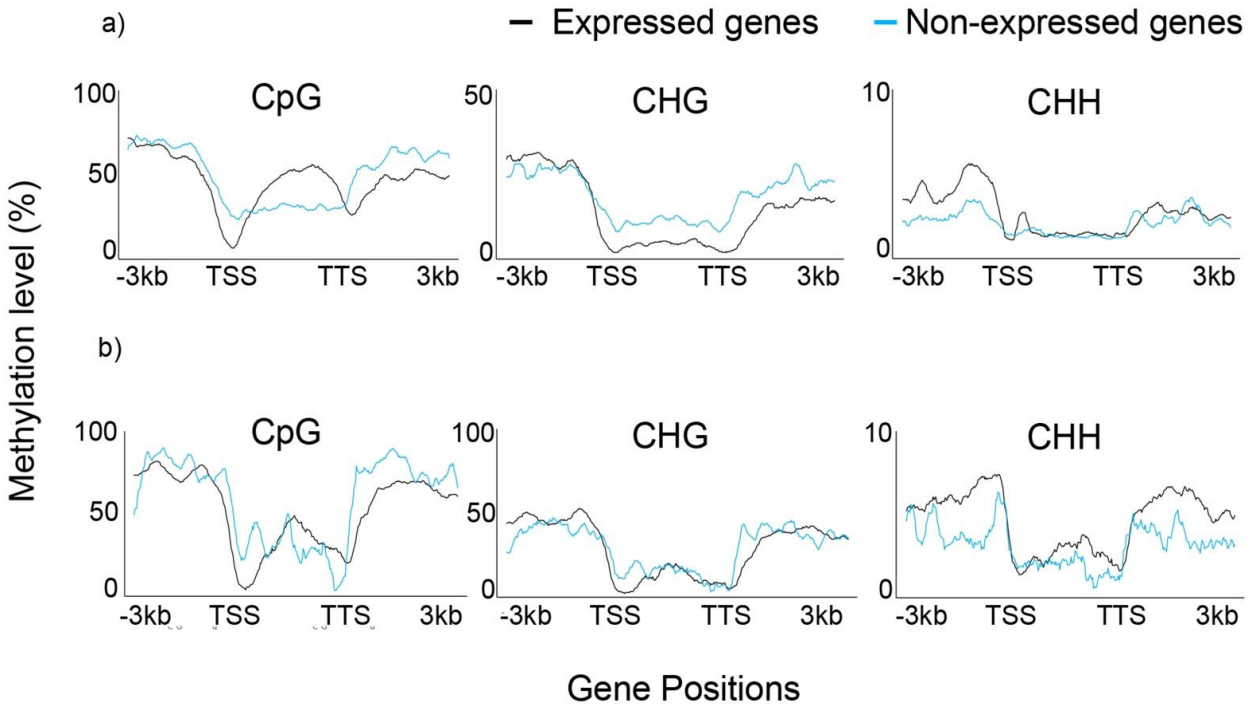 a)
Expressed genes
Non-expressed genes
CpG
CHG
CHH
100
50
0
50
0
10
0
-3kb TSS TTS 3kb
-3kb TSS TTS 3kb
-3kb TSS TTS 3kb
Methylation level (%)
b)
CpG
CHG
CHH
100
50
0
100
50
0
10
0
-3kb TSS TTS 3kb
-3kb TSS TTS 3kb
-3kb TSS TTS 3kb
Gene Positions